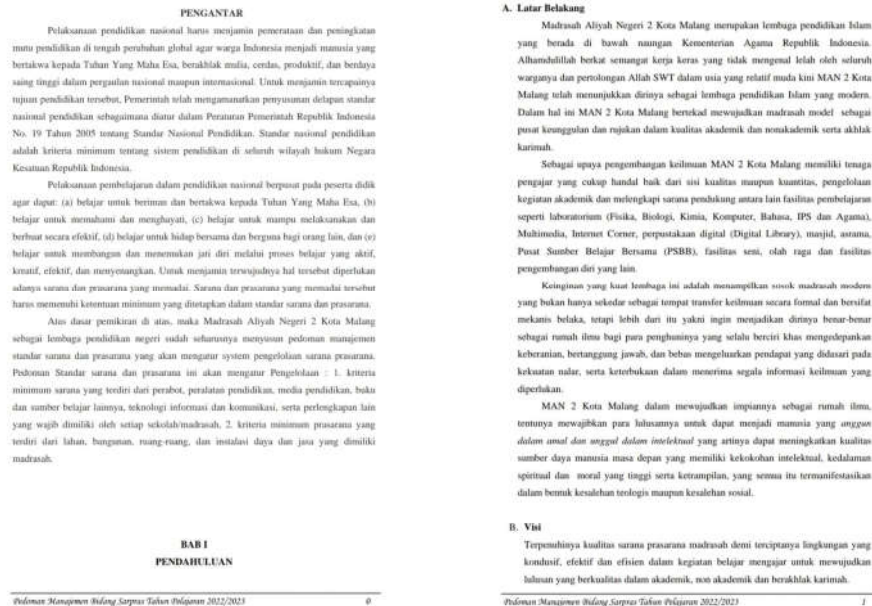 PENGANTAR
Pelaksanaan pendidikan nasional harus menjamin pemerataan dan peningkatan
mutu pendidikan di tengah perubahan global agar warga Indonesia menjadi manusia yang
bertakwa kepada Tuhan Yang Maha Esa, berakhlak mulia, cerdas, produktif, dan berdaya
saing tinggi dalam pergaulan nasional maupun internasional. Untuk menjamin tercapainya
tujuan pendidikan tersebut, Pemerintah telah mengamanatkan penyusunan delapan standar
nasional pendidikan sebagaimana diatur dalam Peraturan Pemerintah Republik Indonesia
No. 19 Tahun 2005 tentang Standar Nasional Pendidikan. Standar nasional pendidikan
adalah kriteria minimum tentang sistem pendidikan di seluruh wilayah hukum Negara
Kesatuan Republik Indonesia.
Pelaksanaan pembelajaran dalam pendidikan nasional berpusat pada peserta didik
agar dapat: (a) belajar untuk beriman dan bertakwa kepada Tuhan Yang Maha Esa, (b)
belajar untuk memahami dan menghayati, (c) belajar untuk mampu melaksanakan dan
berbuat secara efektif, (d) belajar untuk hidup bersama dan berguna bagi orang lain, dan (e)
belajar untuk membangun dan menemukan jati diri melalui proses belajar yang aktif,
kreatif, efektif, dan menyenangkan. Untuk menjamin terwujudnya hal tersebut diperlukan
adanya sarana dan prasarana yang memadai. Sarana dan prasarana yang memadai tersebut
harus memenuhi ketentuan minimum yang ditetapkan dalam standar sarana dan prasarana.
Atas dasar pemikiran di atas, maka Madrasah Aliyah Negeri 2 Kota Malang
sebagai lembaga pendidikan negeri sudah seharusnya menyusun pedoman manajemen
standar sarana dan prasarana yang akan mengatur system pengelolaan sarana prasarana.
Pedoman Standar sarana dan prasarana ini akan mengatur Pengelolaan : 1. kriteria
minimum sarana yang terdiri dari perabot, peralatan pendidikan, media pendidikan, buku
dan sumber belajar lainnya, teknologi informasi dan komunikasi, serta perlengkapan lain
yang wajib dimiliki oleh setiap sekolah/madrasah, 2. kriteria minimum prasarana yang
terdiri dari lahan, bangunan, ruang-ruang, dan instalasi daya dan jasa yang dimiliki
madrasah.
BAB I
PENDAHULUAN
Pedoman Manajemen Bidang Sarpras Tahun Pelajaran 2022/2023 0
A. Latar Belakang
Madrasah Aliyah Negeri 2 Kota Malang merupakan lembaga pendidikan Islam
yang berada di bawah naungan Kementerian Agama Republik Indonesia.
Alhamdulillah berkat semangat kerja keras yang tidak mengenal lelah oleh seluruh
warganya dan pertolongan Allah SWT dalam usia yang relatif muda kini MAN 2 Kota
Malang telah menunjukkan dirinya sebagai lembaga pendidikan Islam yang modern.
Dalam hal ini MAN 2 Kota Malang bertekad mewujudkan madrasah model sebagai
pusat keunggulan dan rujukan dalam kualitas akademik dan nonakademik serta akhlak
karimah.
Sebagai upaya pengembangan keilmuan MAN 2 Kota Malang memiliki tenaga
pengajar yang cukup handal baik dari sisi kualitas maupun kuantitas, pengelolaan
kegiatan akademik dan melengkapi sarana pendukung antara lain fasilitas pembelajaran
seperti laboratorium (Fisika, Biologi, Kimia, Komputer, Bahasa, IPS dan Agama),
Multimedia, Internet Corner, perpustakaan digital (Digital Library), masjid, asrama,
Pusat Sumber Belajar Bersama (PSBB), fasilitas seni, olah raga dan fasilitas
pengembangan diri yang lain.
Keinginan yang kuat lembaga ini adalah menampilkan sosok madrasah modern
yang bukan hanya sekedar sebagai tempat transfer keilmuan secara formal dan bersifat
mekanis belaka, tetapi lebih dari itu yakni ingin menjadikan dirinya benar-benar
sebagai rumah ilmu bagi para penghuninya yang selalu berciri khas mengedepankan
keberanian, bertanggung jawab, dan bebas mengeluarkan pendapat yang didasari pada
kekuatan nalar, serta keterbukaan dalam menerima segala informasi keilmuan yang
diperlukan.
MAN 2 Kota Malang dalam mewujudkan impiannya sebagai rumah ilmu,
tentunya mewajibkan para lulusannya untuk dapat menjadi manusia yang anggun
dalam amal dan unggul dalam intelektual yang artinya dapat meningkatkan kualitas
sumber daya manusia masa depan yang memiliki kekokohan intelektual, kedalaman
spiritual dan moral yang tinggi serta ketrampilan, yang semua itu termanifestasikan
dalam bentuk kesalehan teologis maupun kesalehan sosial.
B. Visi
Terpenuhinya kualitas sarana prasarana madrasah demi terciptanya lingkungan yang
kondusif, efektif dan efisien dalam kegiatan belajar mengajar untuk mewujudkan
lulusan yang berkualitas dalam akademik, non akademik dan berakhlak karimah.
Pedoman Manajemen Bidang Sarpras Tahun Pelajaran 2022/2023 1